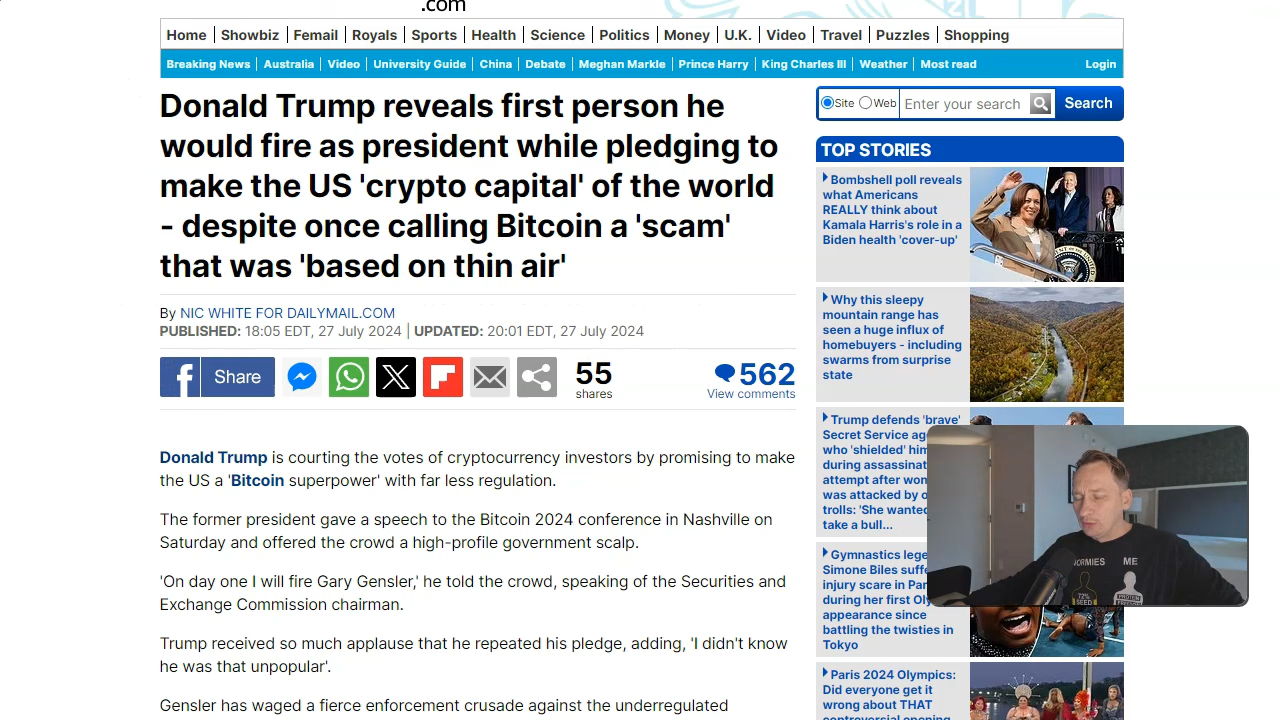 .com
Home Showbiz Femail Royals Sports Health Science Politics Money U.K. Video Travel Puzzles Shopping
Breaking News Australia Video University Guide China Debate Meghan Markle Prince Harry King Charles III Weather Most read Login
Donald Trump reveals first person he
would fire as president while pledging to
make the US 'crypto capital' of the world
- despite once calling Bitcoin a 'scam'
that was 'based on thin air'
By NIC WHITE FOR DAILYMAIL.COM
PUBLISHED: 18:05 EDT, 27 July 2024 | UPDATED: 20:01 EDT, 27 July 2024
Share
55
shares
562
View comments
Donald Trump is courting the votes of cryptocurrency investors by promising to make
the US a 'Bitcoin superpower' with far less regulation.
The former president gave a speech to the Bitcoin 2024 conference in Nashville on
Saturday and offered the crowd a high-profile government scalp.
'On day one I will fire Gary Gensler,' he told the crowd, speaking of the Securities and
Exchange Commission chairman.
Trump received so much applause that he repeated his pledge, adding, 'I didn't know
he was that unpopular'.
Gensler has waged a fierce enforcement crusade against the underregulated
Site Web Enter your search Search
TOP STORIES
Bombshell poll reveals
what Americans
REALLY think about
Kamala Harris's role in a
Biden health 'cover-up'
Why this sleepy
mountain range has
seen a huge influx of
homebuyers - including
swarms from surprise
state
Trump defends 'brave'
Secret Service ag
who 'shielded' hi
during assassinat
attempt after wo
was attacked by o
trolls: 'She wante
take a bull...
Gymnastics lege
Simone Biles suff
injury scare in Par
during her first Ol
appearance since
battling the twisties in
Tokyo
Paris 2024 Olympics:
Did everyone get it
wrong about THAT
controversial opening
ORMIES ME
SEED